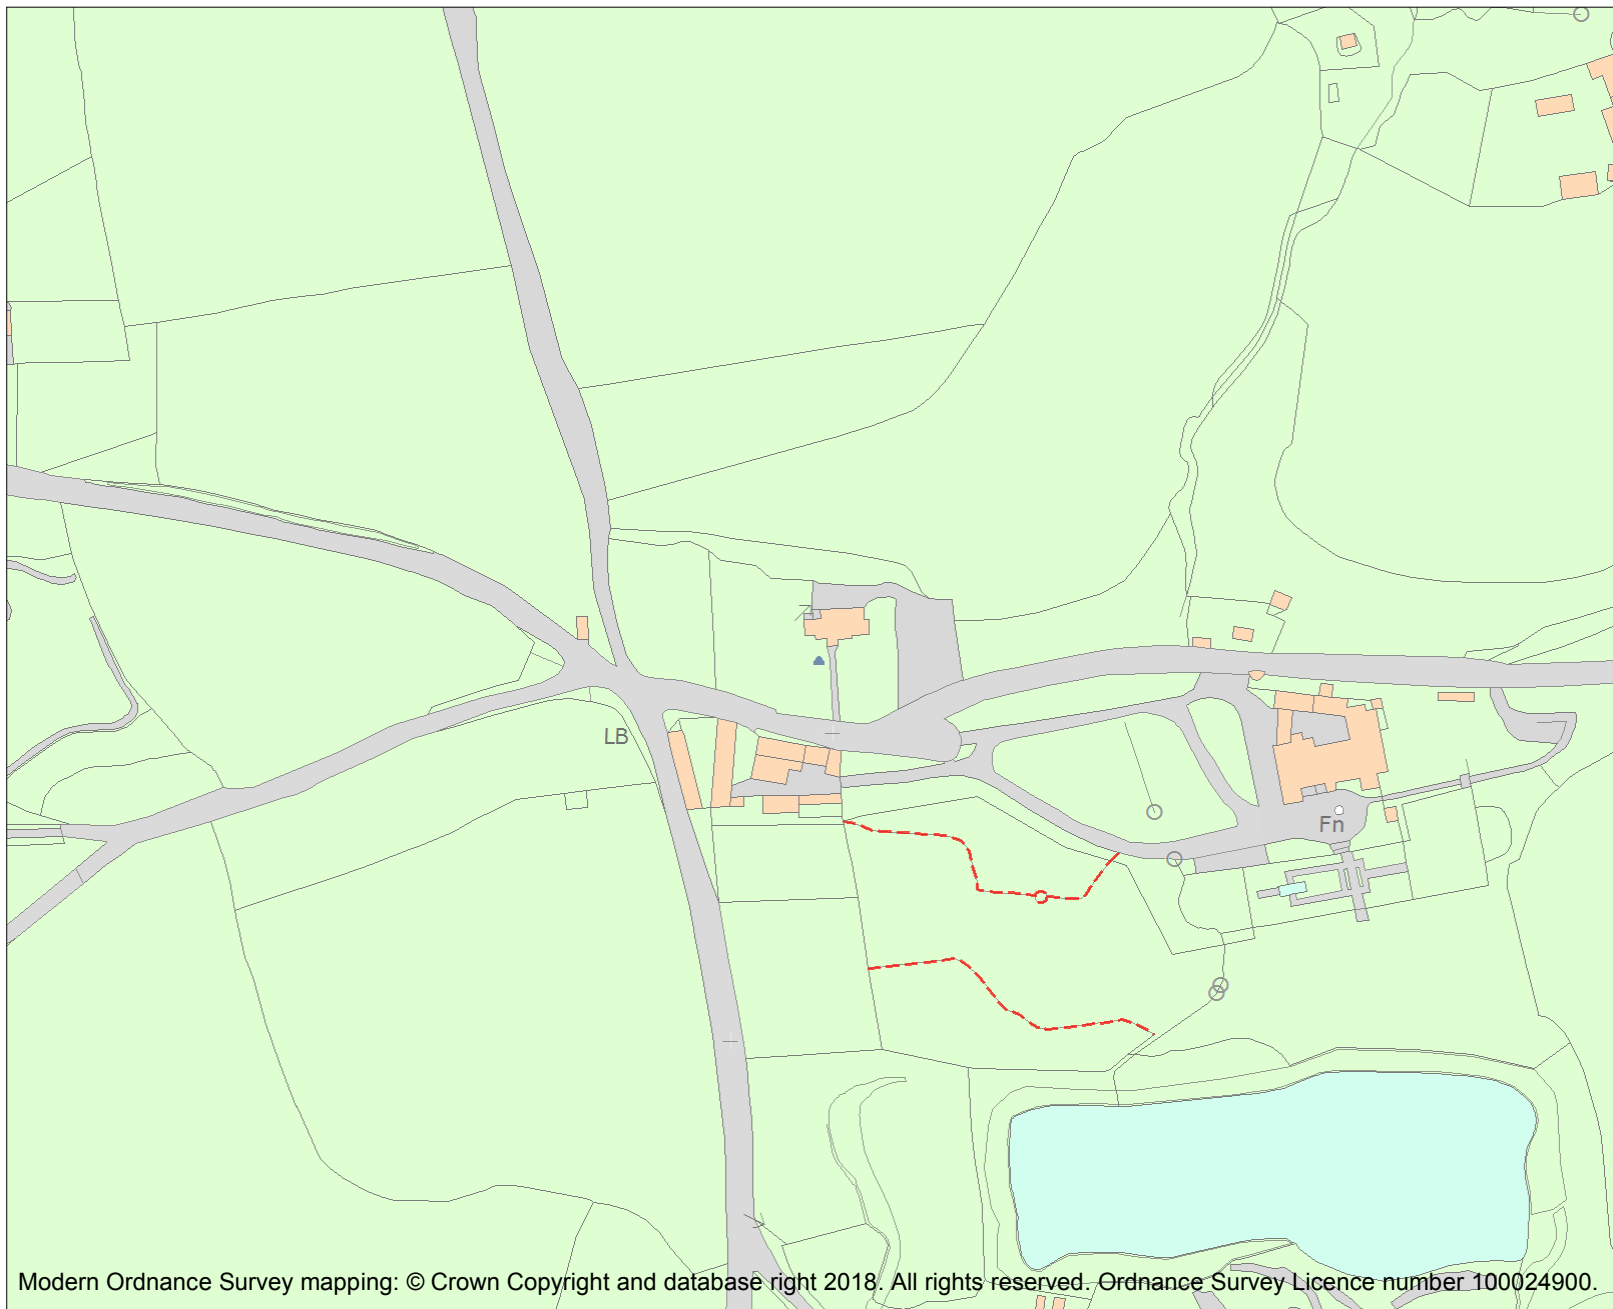 LB
Fn
Modern Ordnance Survey mapping: © Crown Copyright and database right 2018. All rights reserved. Ordnance Survey Licence number 100024900.